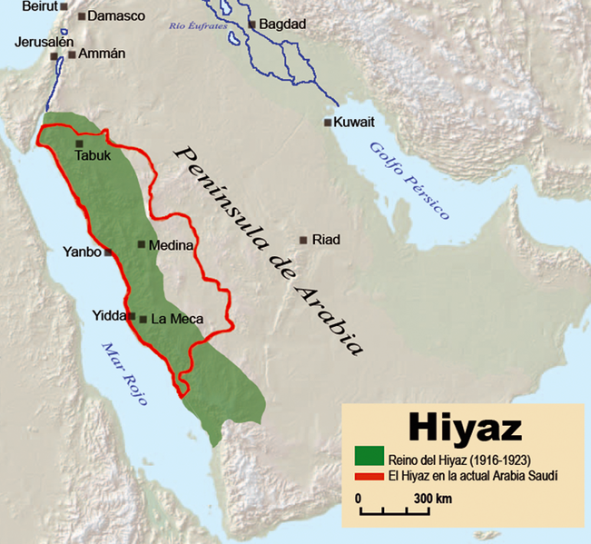 Beirut
Damasco
Bagdad
Río Éufrates
Jerusalén
Ammán
Kuwait
Tabuk
Golfo Pérsico
Península de Arabia
Medina
Riad
Yanbo
Yidda
La Meca
Mar Rojo
Hiyaz
Reino del Hiyaz (1916-1923)
El Hiyaz en la actual Arabia Saudí
0 300 km